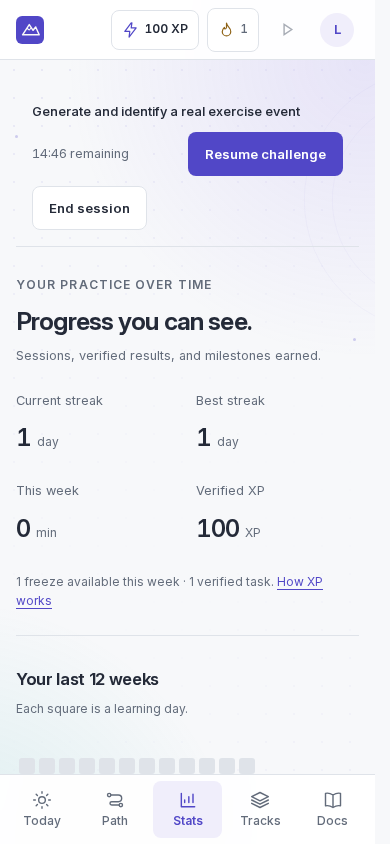 100 XP
1
L
Generate and identify a real exercise event
14:46 remaining
Resume challenge
End session
YOUR PRACTICE OVER TIME
Progress you can see.
Sessions, verified results, and milestones earned.
Current streak
Best streak
1 day
1 day
This week
Verified XP
0 min
100 XP
1 freeze available this week · 1 verified task. How XP
works
Your last 12 weeks
Each square is a learning day.
Today
Path
Stats
Tracks
Docs